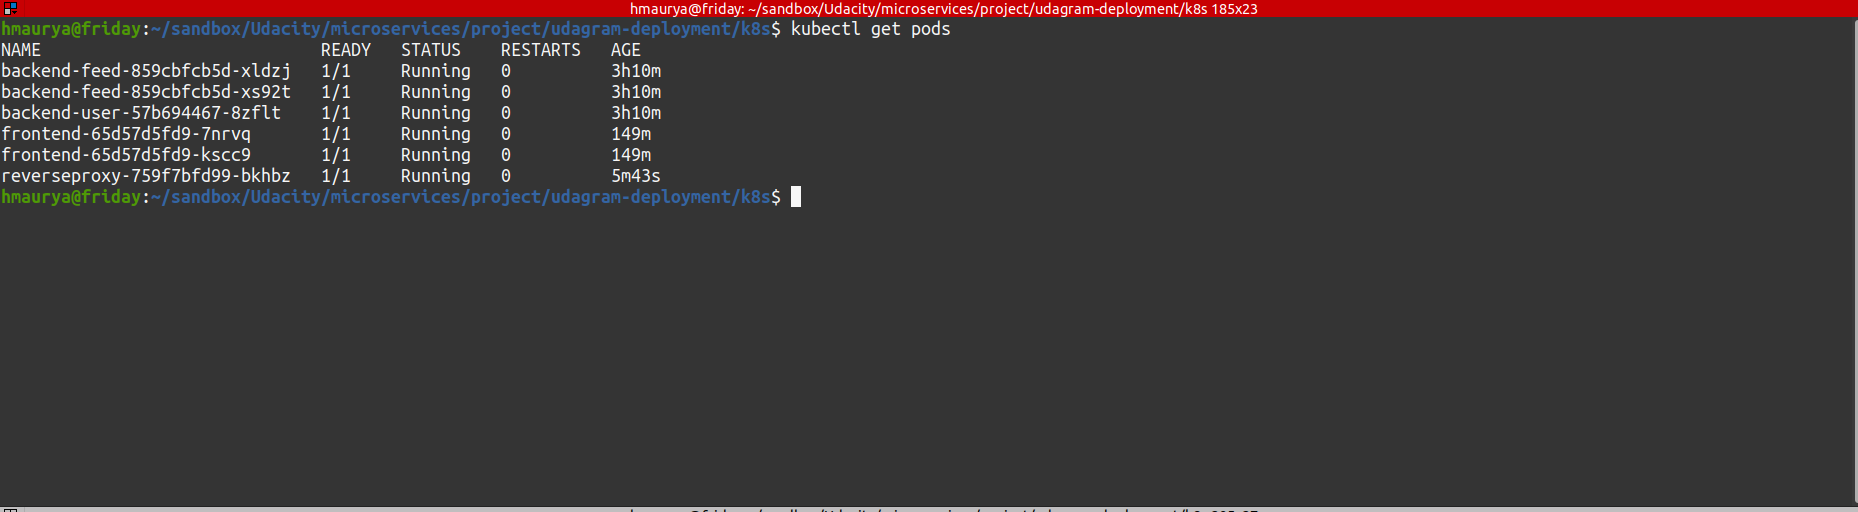 hmaurya@friday: ~/sandbox/Udacity/microservices/project/udagram-deployment/k8s 185x23
hmaurya@friday:~/sandbox/Udacity/microservices/project/udagram-deployment/k8s$ kubectl get pods
NAME READY STATUS RESTARTS AGE
backend-feed-859cbfcb5d-xldzj 1/1 Running 0 3h10m
backend-feed-859cbfcb5d-xs92t 1/1 Running 0 3h10m
backend-user-57b694467-8zflt 1/1 Running 0 3h10m
frontend-65d57d5fd9-7nrvq 1/1 Running 0 149m
frontend-65d57d5fd9-kscc9 1/1 Running 0 149m
reverseproxy-759f7bfd99-bkhbz 1/1 Running 0 5m43s
hmaurya@friday:~/sandbox/Udacity/microservices/project/udagram-deployment/k8s$